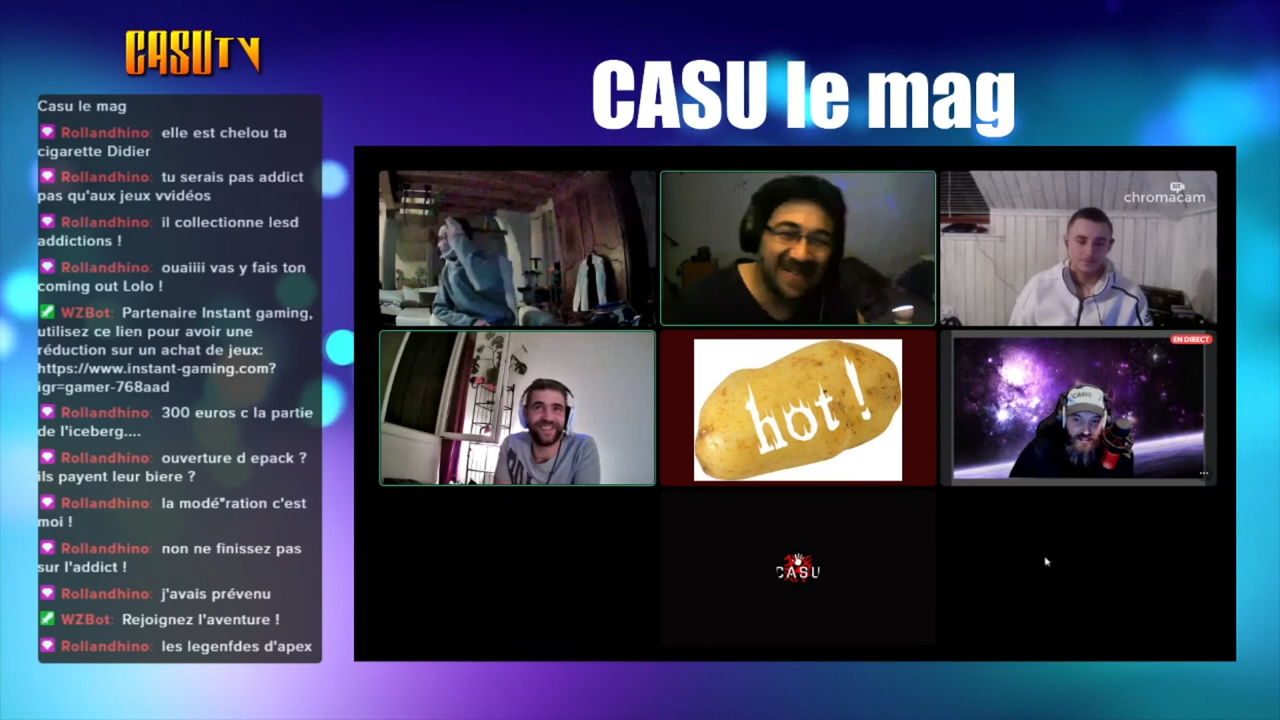 CASUTV
CASU le mag
Casu le mag
Rollandhino: elle est chelou ta
cigarette Didier
Rollandhino: tu serais pas addict
pas qu'aux jeux vvidéos
Rollandhino: il collectionne lesd
addictions !
Rollandhino: ouaiiii vas y fais ton
coming out Lolo !
WZBot: Partenaire Instant gaming,
utilisez ce lien pour avoir une
réduction sur un achat de jeux:
https://www.instant-gaming.com?
igr=gamer-768aad
Rollandhino: 300 euros c la partie
de l'iceberg....
Rollandhino: ouverture d epack ?
ils payent leur biere ?
Rollandhino: la modé"ration c'est
moi !
Rollandhino: non ne finissez pas
sur l'addict !
Rollandhino: j'avais prévenu
WZBot: Rejoignez l'aventure !
Rollandhino: les legenfdes d'apex
chromacam
hot !
EN DIRECT
CASU
CASU